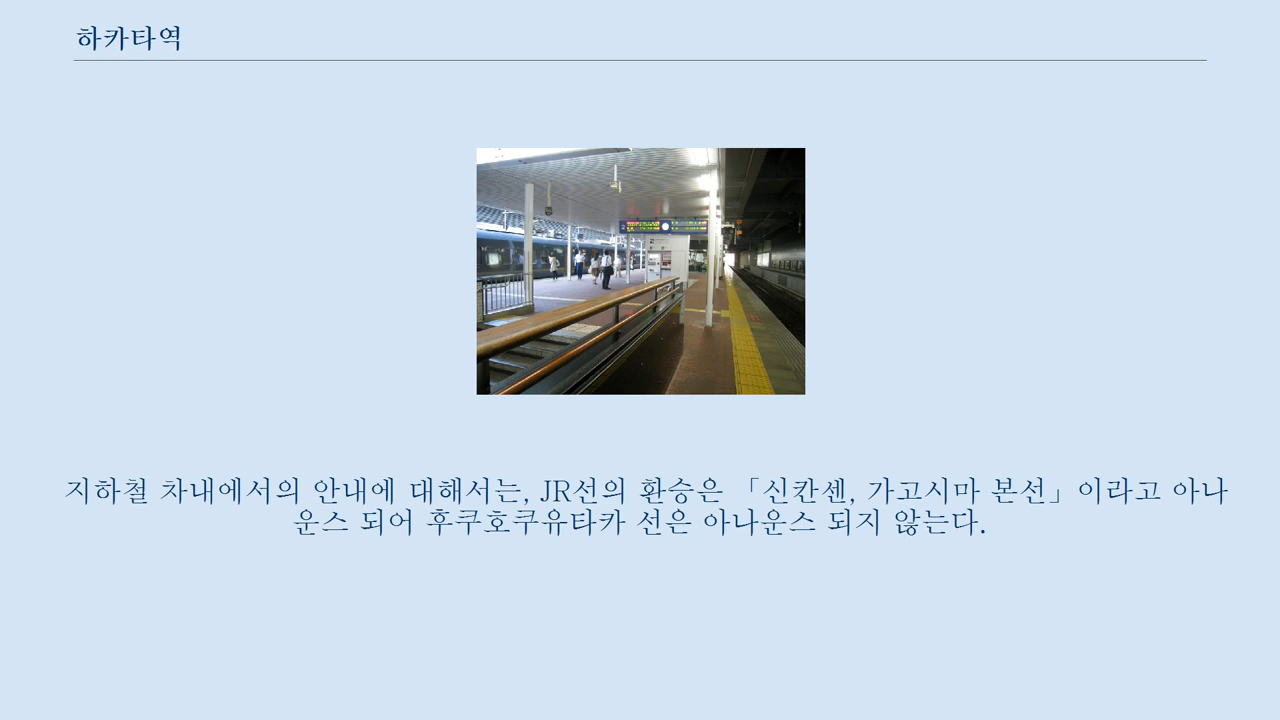 하카타역
지하철 차내에서의 안내에 대해서는, JR선의 환승은 「신칸센, 가고시마 본선」이라고 아나
운스 되어 후쿠호쿠유타카 선은 아나운스 되지 않는다.